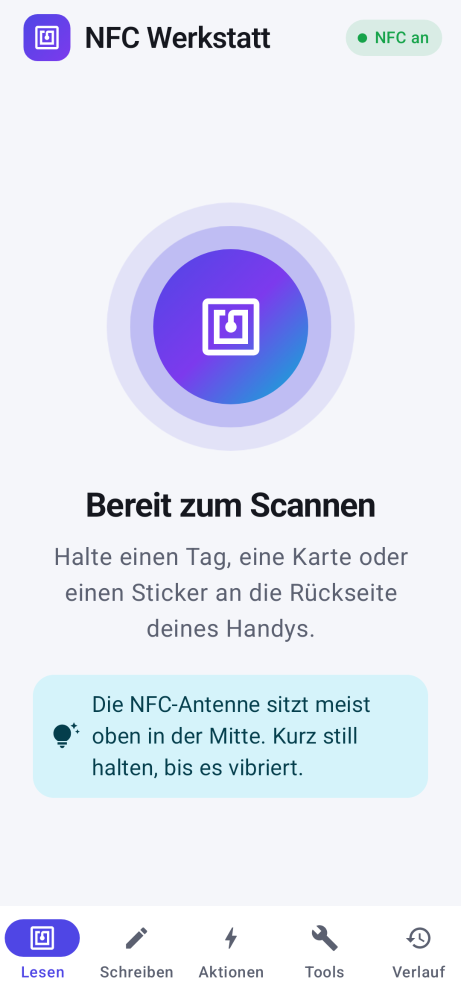 NFC Werkstatt
NFC an
Bereit zum Scannen
Halte einen Tag, eine Karte oder
einen Sticker an die Rückseite
deines Handys.
Die NFC-Antenne sitzt meist
oben in der Mitte. Kurz still
halten, bis es vibriert.
Lesen
Schreiben
Aktionen
Tools
Verlauf